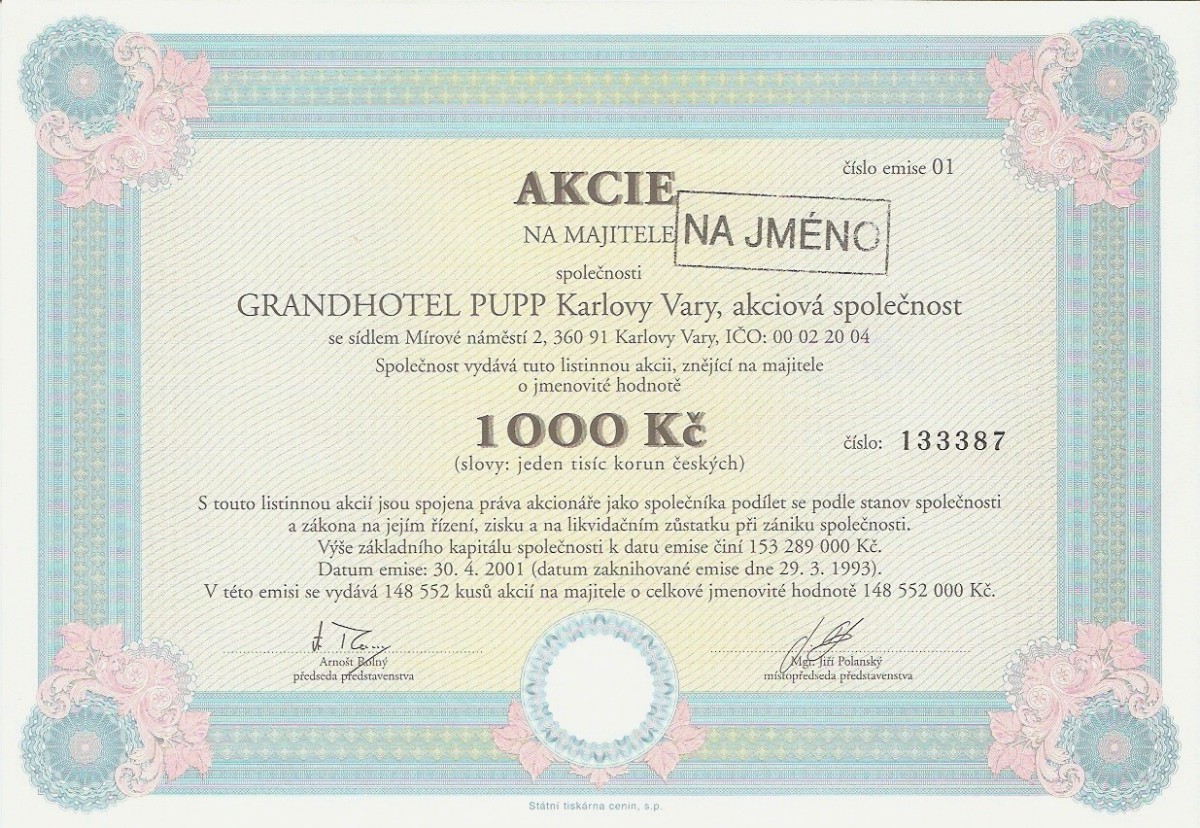 číslo emise 01
AKCIE
NA MAJITELE NA JMÉNO
společnosti
GRANDHOTEL PUPP Karlovy Vary, akciová společnost
se sídlem Mírové náměstí 2, 360 91 Karlovy Vary, IČO: 00 02 20 04
Společnost vydává tuto listinnou akcii, znějící na majitele
o jmenovité hodnotě
1000 Kč
číslo: 133387
(slovy: jeden tisíc korun českých)
S touto listinnou akcií jsou spojena práva akcionáře jako společníka podílet se podle stanov společnosti
a zákona na jejím řízení, zisku a na likvidačním zůstatku při zániku společnosti.
Výše základního kapitálu společnosti k datu emise činí 153 289 000 Kč.
Datum emise: 30. 4. 2001 (datum zaknihované emise dne 29. 3. 1993).
V této emisi se vydává 148 552 kusů akcií na majitele o celkové jmenovité hodnotě 148 552 000 Kč.
Arnošt Rolný
předseda představenstva
Mgr. Jiří Polanský
místopředseda představenstva
Státní tiskárna cenin, s.p.